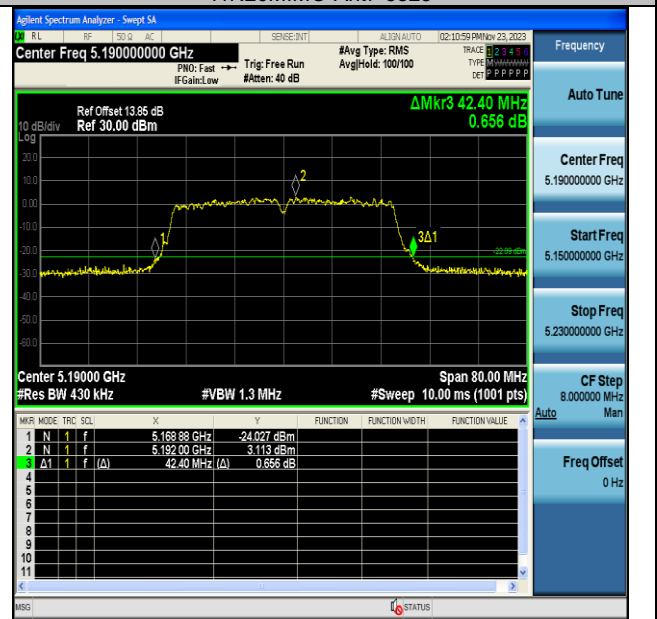 Agilent Spectrum Analyzer - Swept SA
RL RF 50 Ω AC SENSE:INT ALIGN AUTO 02:10:59 PM Nov 23, 2023
Center Freq 5.190000000 GHz
PNO: Fast
IFGain:Low
Trig: Free Run
#Atten: 40 dB
#Avg Type: RMS
Avg|Hold: 100/100
TRACE 1 2 3 4 5 6
TYPE MWWWWW
DET P P P P P P
Frequency
ΔMkr3 42.40 MHz
0.656 dB
Ref Offset 13.85 dB
10 dB/div Ref 30.00 dBm
Log
20.0
10.0
0.00
-10.0
-20.0
-30.0
-40.0
-50.0
-60.0
1
2
3Δ1
-22.89 dBm
Center 5.19000 GHz Span 80.00 MHz
#Res BW 430 kHz #VBW 1.3 MHz #Sweep 10.00 ms (1001 pts)
MKR MODE TRC SCL X Y FUNCTION FUNCTION WIDTH FUNCTION VALUE
1 N 1 f 5.168 88 GHz -24.027 dBm
2 N 1 f 5.192 00 GHz 3.113 dBm
3 Δ1 1 f (Δ) 42.40 MHz (Δ) 0.656 dB
4
5
6
7
8
9
10
11
MSG STATUS
Auto Tune
Center Freq
5.190000000 GHz
Start Freq
5.150000000 GHz
Stop Freq
5.230000000 GHz
CF Step
8.000000 MHz
Auto Man
Freq Offset
0 Hz